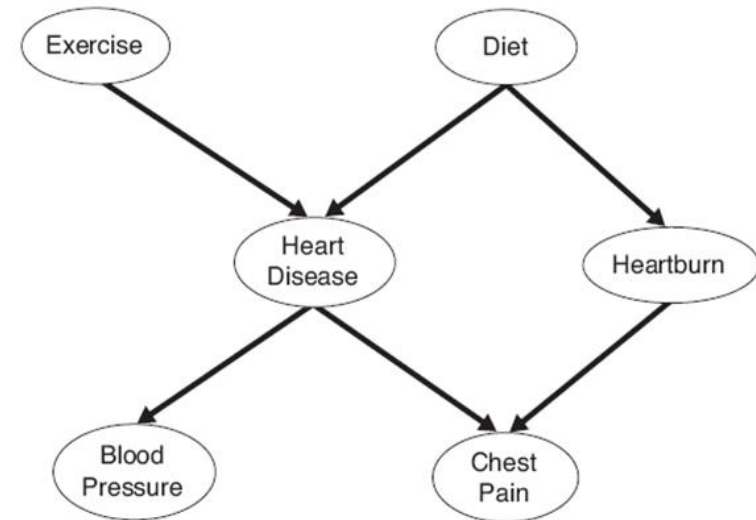 Exercise
Diet
Heart
Disease
Heartburn
Blood
Pressure
Chest
Pain